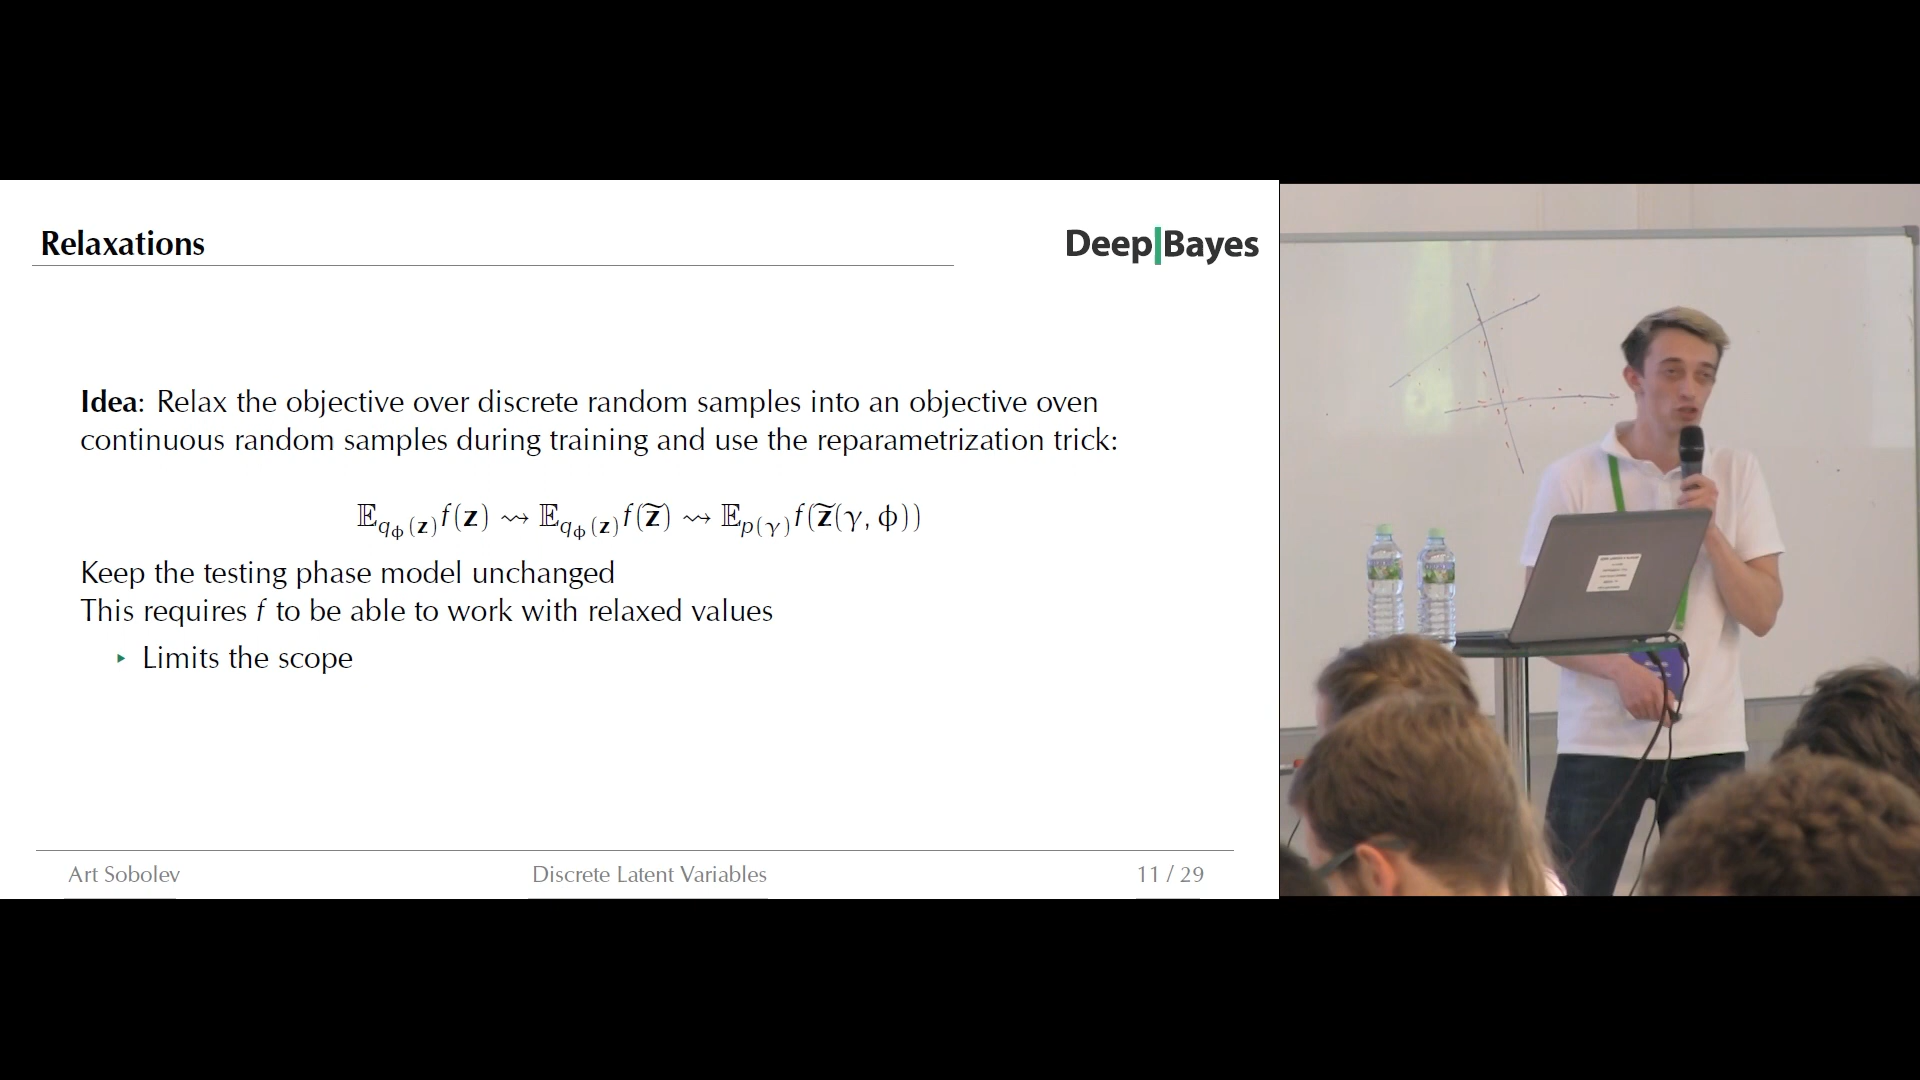 Relaxations
Deep|Bayes
Idea: Relax the objective over discrete random samples into an objective oven
continuous random samples during training and use the reparametrization trick:
𝔼_{q_ϕ(𝐳)} f(𝐳) ⇝ 𝔼_{q_ϕ(𝐳)} f(𝐳̃) ⇝ 𝔼_{p(γ)} f(𝐳̃(γ, ϕ))
Keep the testing phase model unchanged
This requires f to be able to work with relaxed values
‣ Limits the scope
Art Sobolev
Discrete Latent Variables
11 / 29